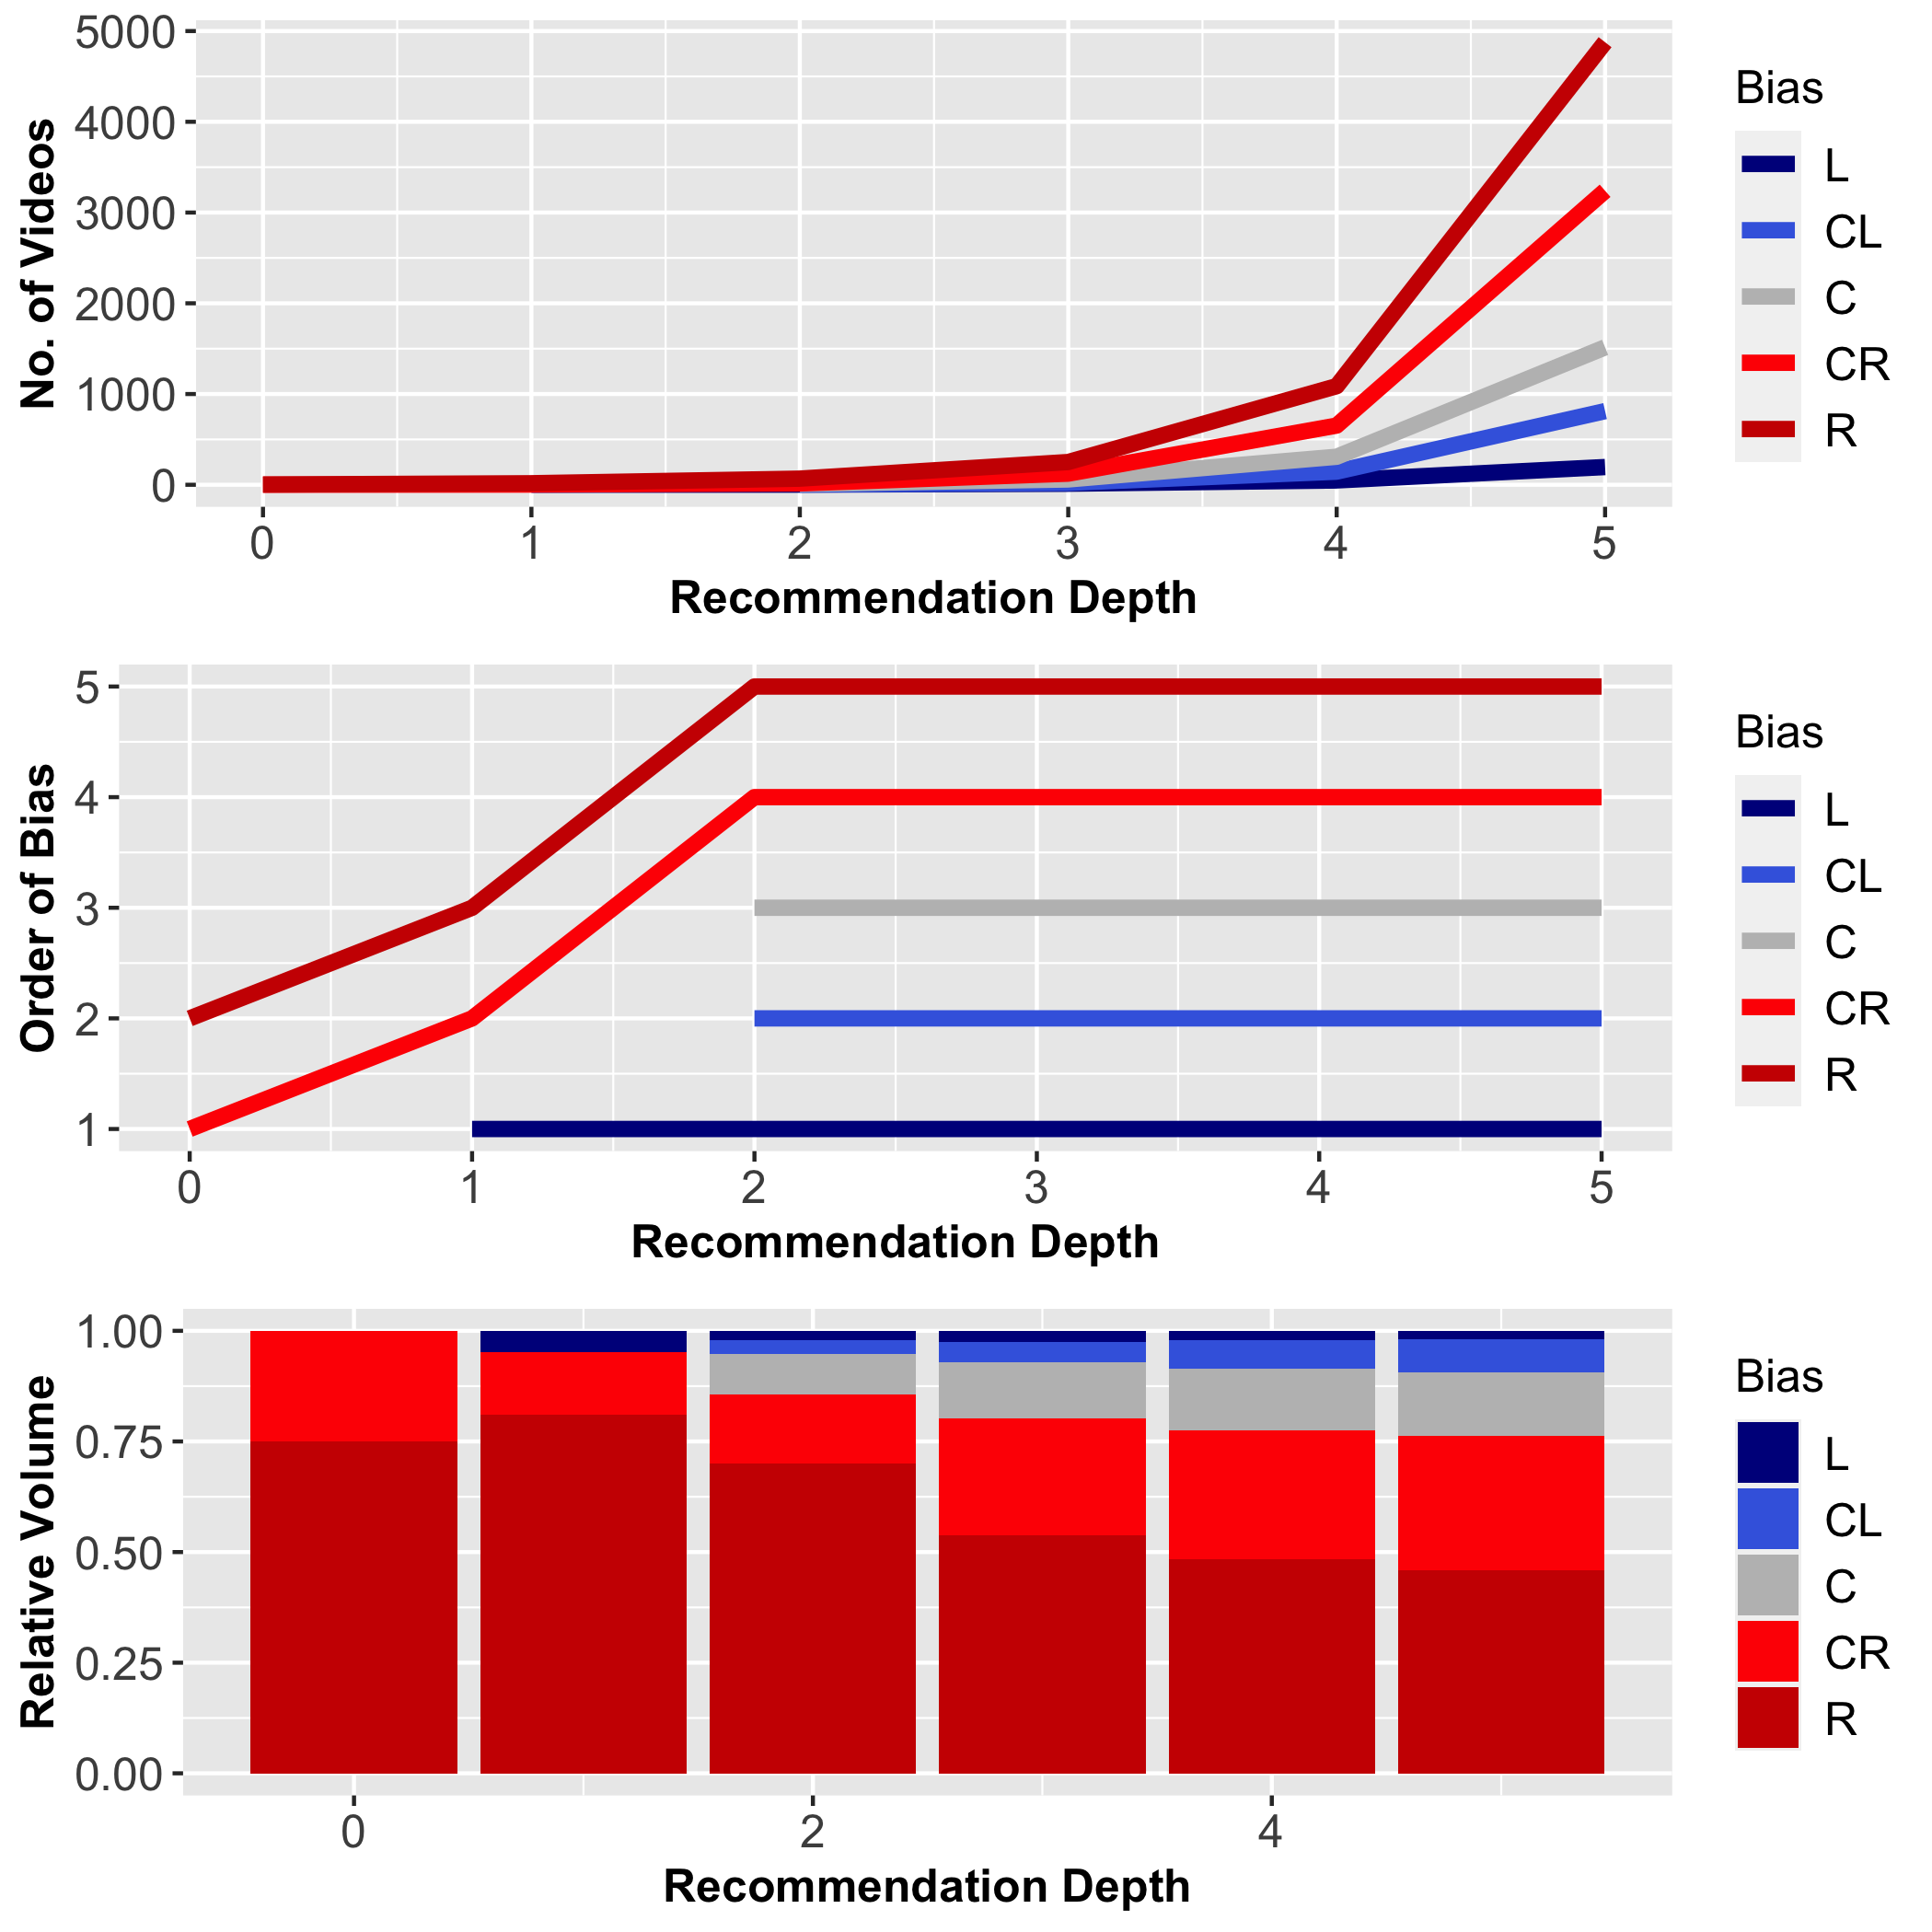 5000
4000
3000
2000
1000
0
No. of Videos
0 1 2 3 4 5
Recommendation Depth
Bias
L
CL
C
CR
R
5
4
3
2
1
Order of Bias
0 1 2 3 4 5
Recommendation Depth
Bias
L
CL
C
CR
R
1.00
0.75
0.50
0.25
0.00
Relative Volume
0 2 4
Recommendation Depth
Bias
L
CL
C
CR
R